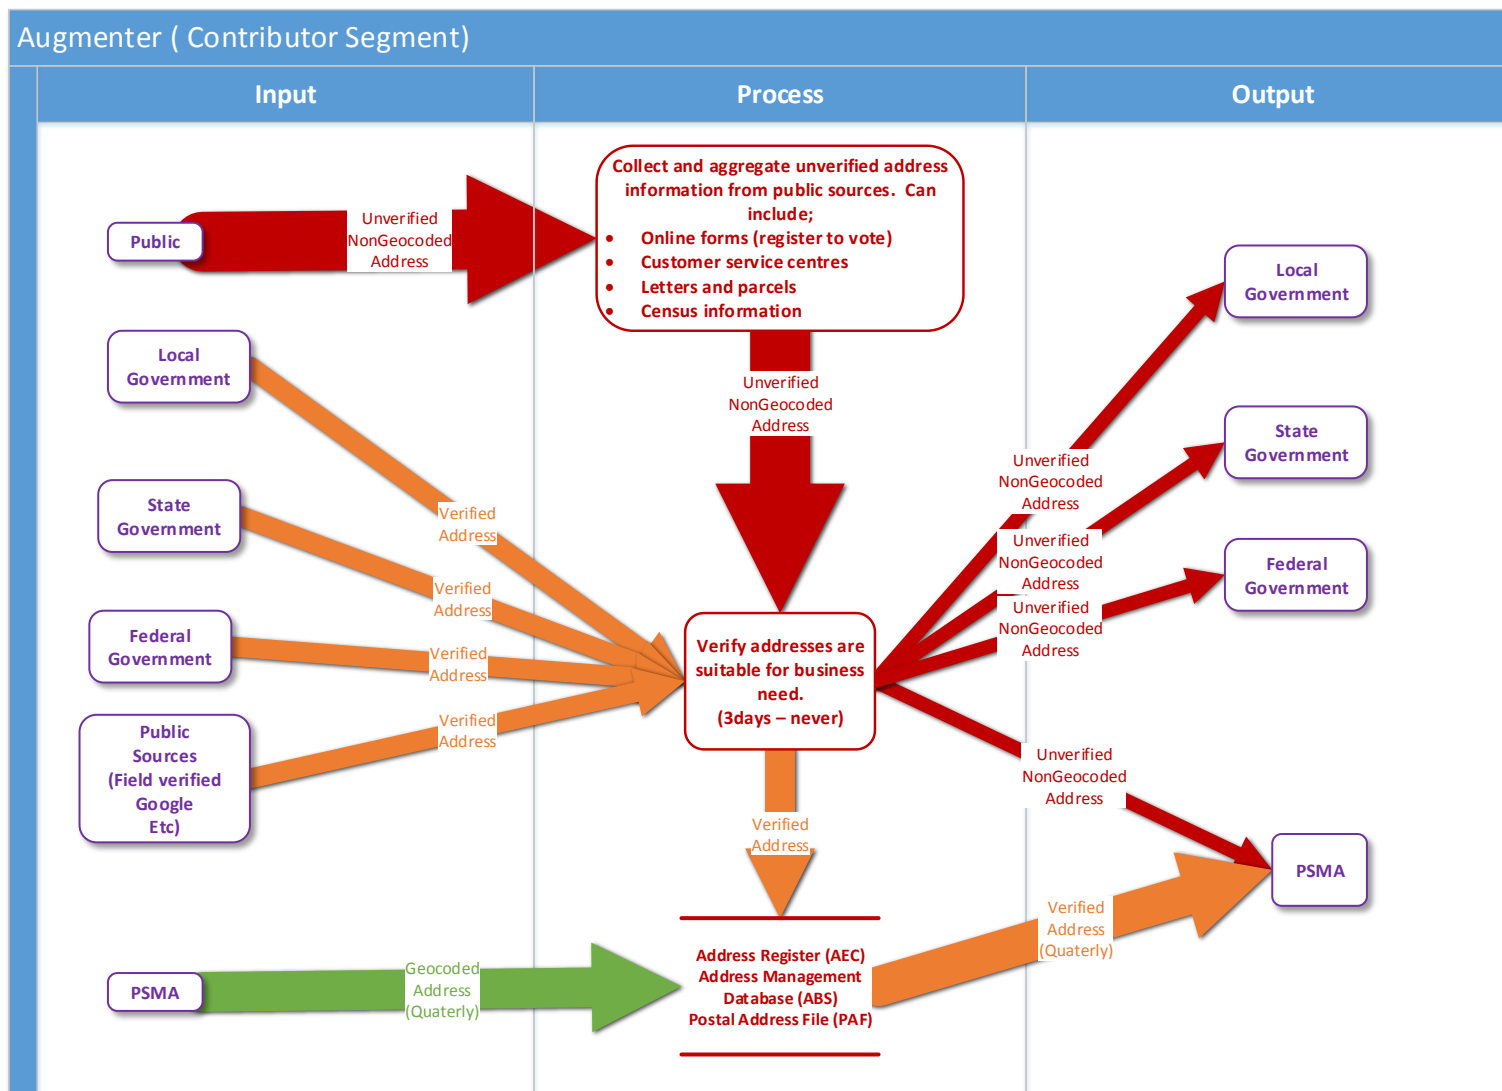 Augmenter ( Contributor Segment)
Input
Process
Output
Public
Unverified
NonGeocoded
Address
Collect and aggregate unverified address
information from public sources. Can
include;
• Online forms (register to vote)
• Customer service centres
• Letters and parcels
• Census information
Local
Government
Local
Government
Unverified
NonGeocoded
Address
State
Government
Unverified
NonGeocoded
Address
State
Government
Verified
Address
Unverified
NonGeocoded
Address
Federal
Government
Verified
Address
Unverified
NonGeocoded
Address
Federal
Government
Verified
Address
Verify addresses are
suitable for business
need.
(3days – never)
Public
Sources
(Field verified
Google
Etc)
Verified
Address
Unverified
NonGeocoded
Address
Verified
Address
PSMA
Verified
Address
(Quaterly)
PSMA
Geocoded
Address
(Quaterly)
Address Register (AEC)
Address Management
Database (ABS)
Postal Address File (PAF)